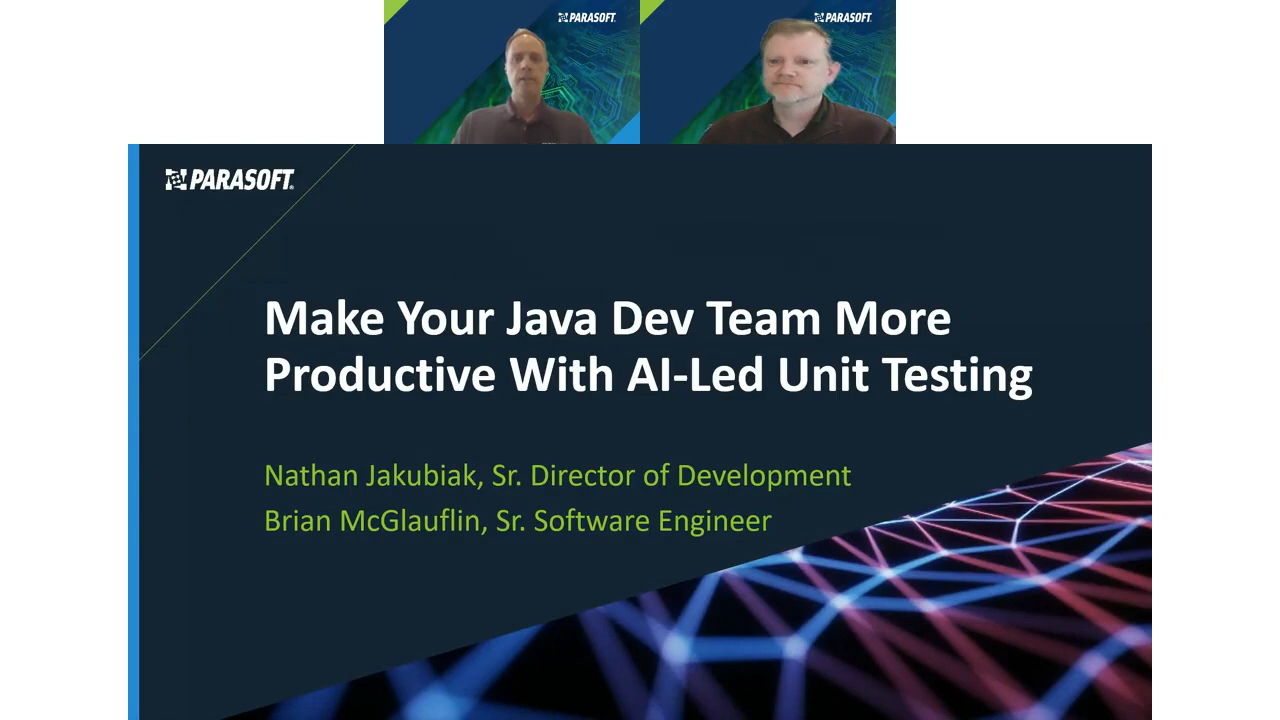 PARASOFT
PARASOFT
PARASOFT
Make Your Java Dev Team More
Productive With AI-Led Unit Testing
Nathan Jakubiak, Sr. Director of Development
Brian McGlauflin, Sr. Software Engineer